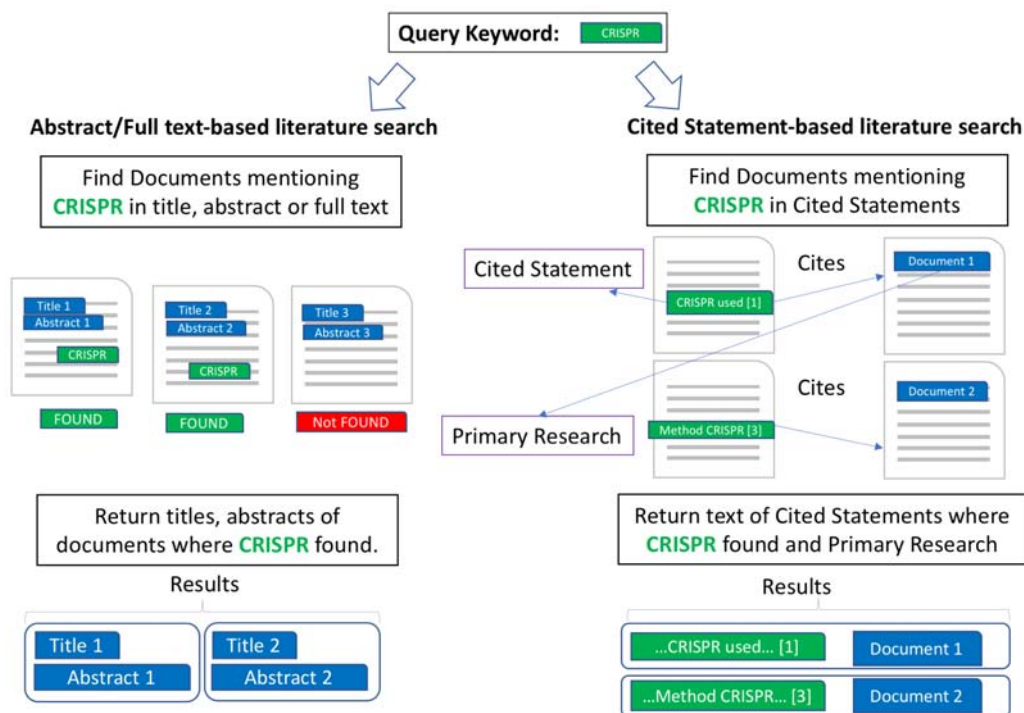 Query Keyword: CRISPR
Abstract/Full text-based literature search
Find Documents mentioning
CRISPR in title, abstract or full text
Title 1
Abstract 1
CRISPR
FOUND
Title 2
Abstract 2
CRISPR
FOUND
Title 3
Abstract 3
Not FOUND
Return titles, abstracts of
documents where CRISPR found.
Results
Title 1
Abstract 1
Title 2
Abstract 2
Cited Statement-based literature search
Find Documents mentioning
CRISPR in Cited Statements
Cited Statement
CRISPR used [1]
Cites
Document 1
Primary Research
Method CRISPR [3]
Cites
Document 2
Return text of Cited Statements where
CRISPR found and Primary Research
Results
...CRISPR used... [1]
Document 1
...Method CRISPR... [3]
Document 2